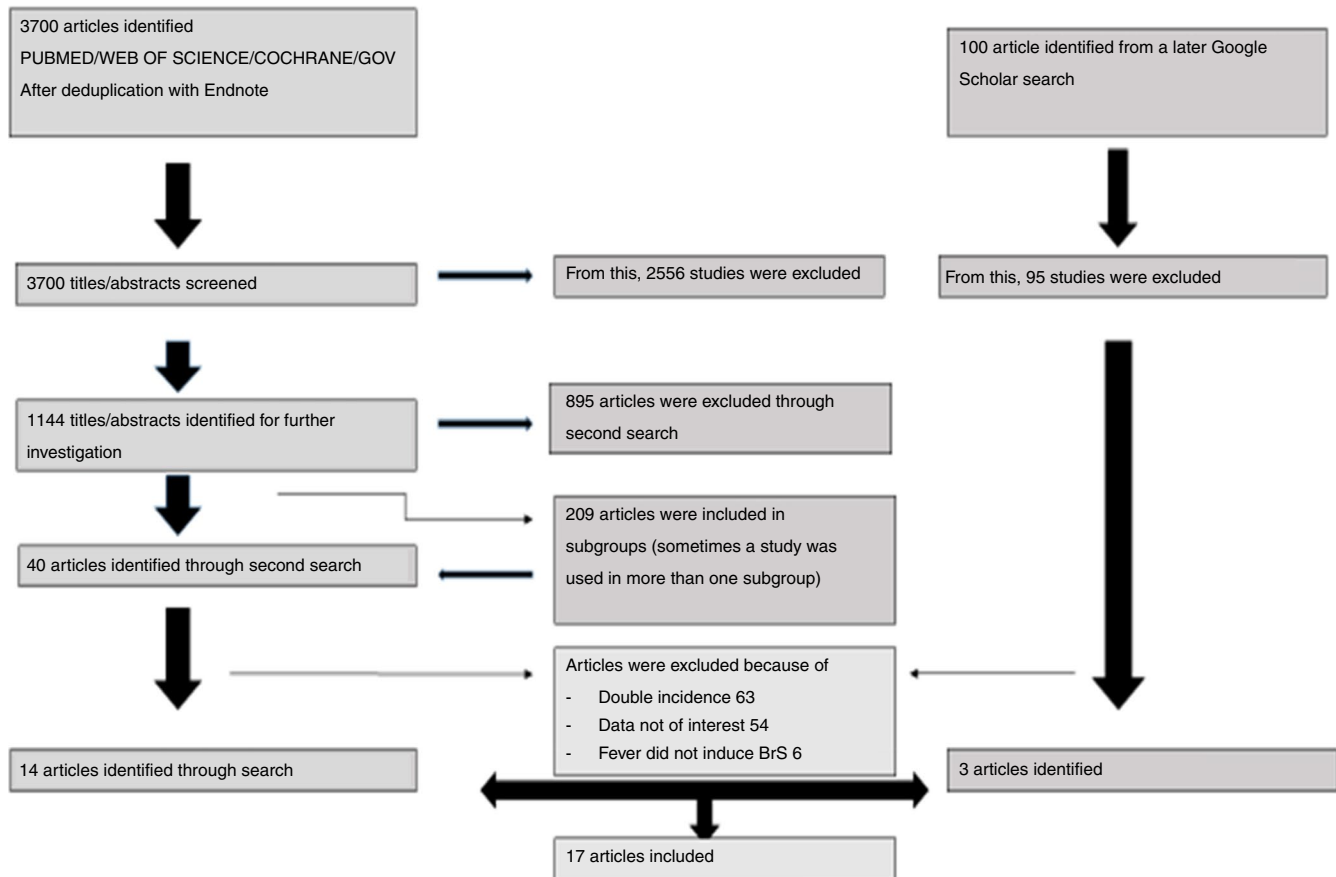 3700 articles identified
PUBMED/WEB OF SCIENCE/COCHRANE/GOV
After deduplication with Endnote
100 article identified from a later Google
Scholar search
3700 titles/abstracts screened
From this, 2556 studies were excluded
From this, 95 studies were excluded
1144 titles/abstracts identified for further
investigation
895 articles were excluded through
second search
209 articles were included in
subgroups (sometimes a study was
used in more than one subgroup)
40 articles identified through second search
Articles were excluded because of
- Double incidence 63
- Data not of interest 54
- Fever did not induce BrS 6
14 articles identified through search
3 articles identified
17 articles included